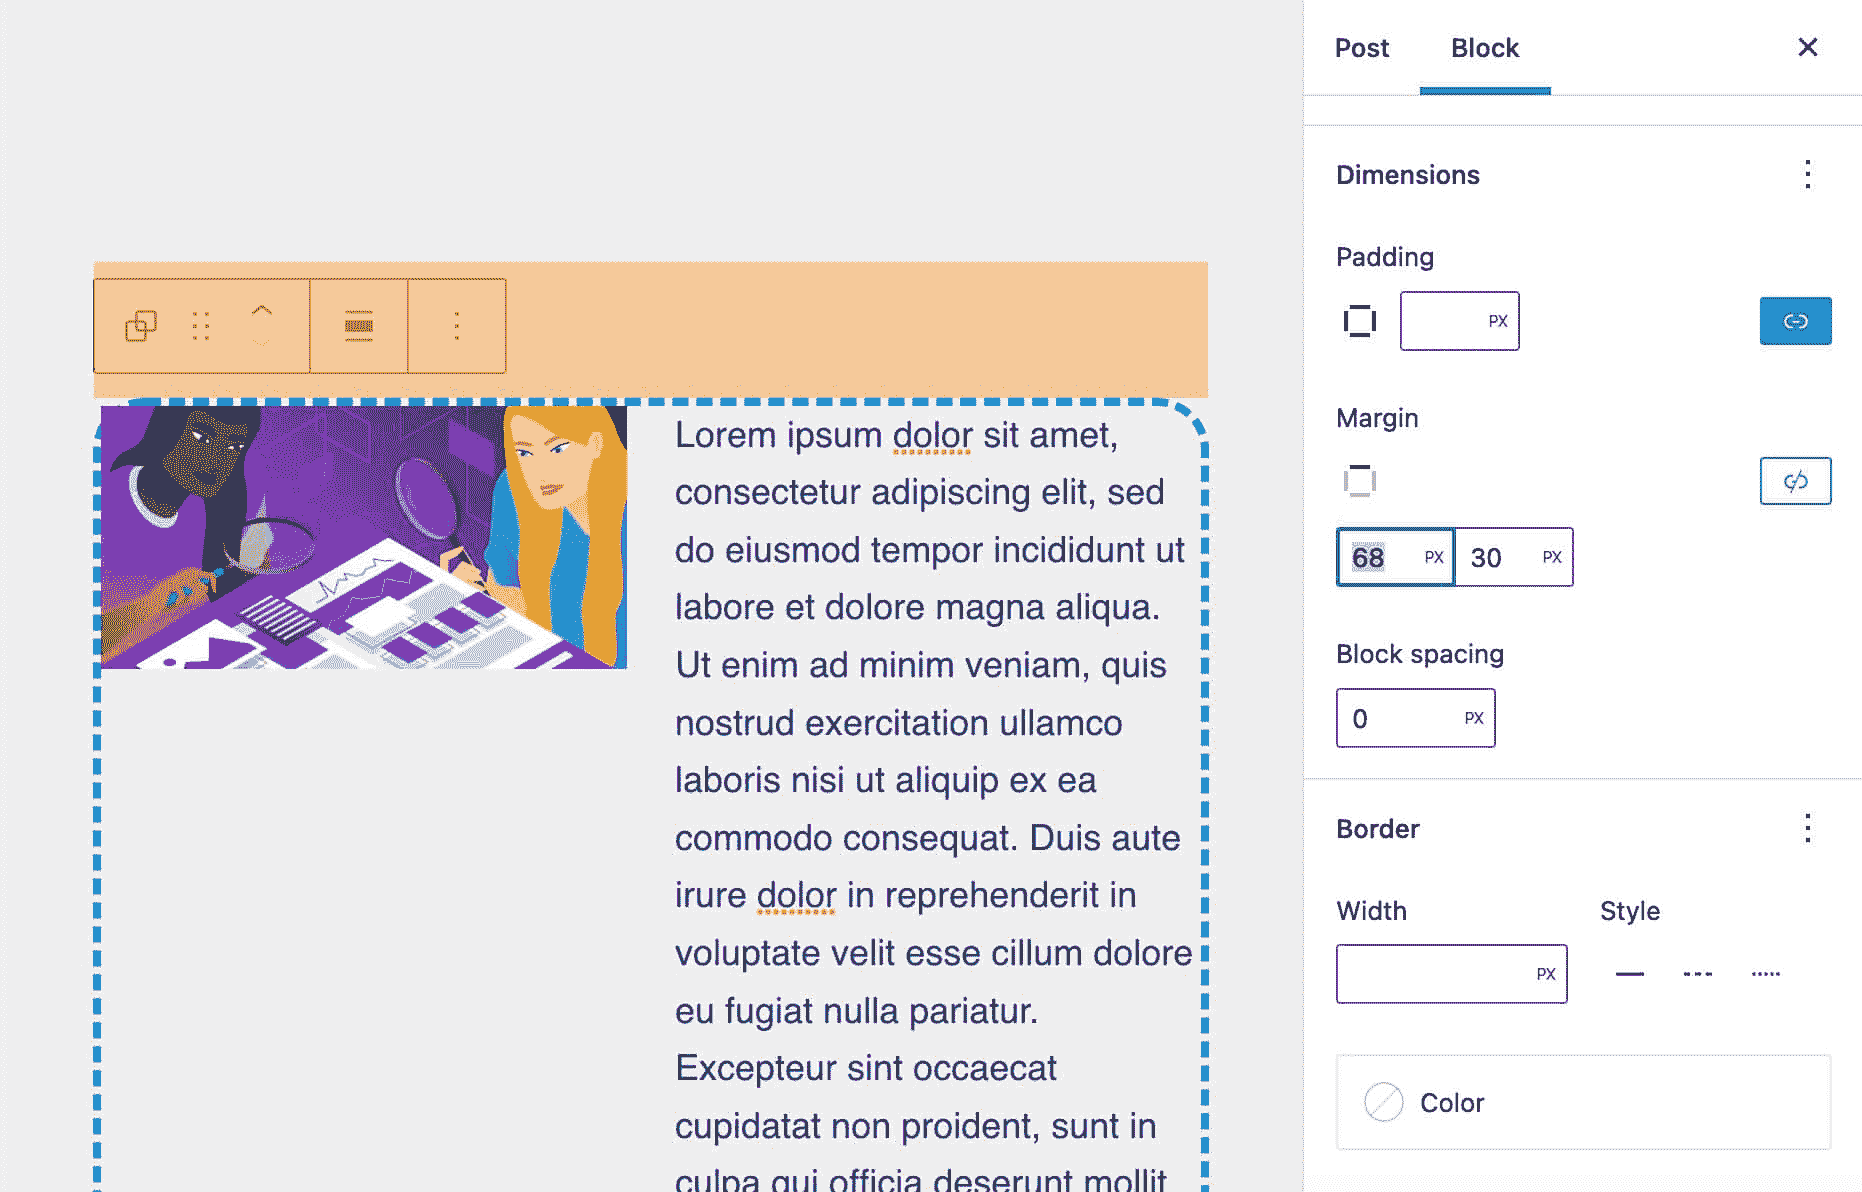 Post Block
Dimensions
Padding
PX
Margin
68 PX 30 PX
Block spacing
0 PX
Border
Width Style
PX
Color
Lorem ipsum dolor sit amet,
consectetur adipiscing elit, sed
do eiusmod tempor incididunt ut
labore et dolore magna aliqua.
Ut enim ad minim veniam, quis
nostrud exercitation ullamco
laboris nisi ut aliquip ex ea
commodo consequat. Duis aute
irure dolor in reprehenderit in
voluptate velit esse cillum dolore
eu fugiat nulla pariatur.
Excepteur sint occaecat
cupidatat non proident, sunt in
culpa qui officia deserunt mollit